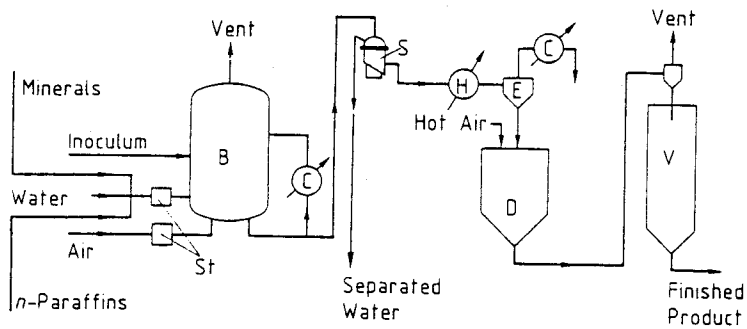 Vent
Vent
S
C
Minerals
H
E
Hot Air
Inoculum
B
C
V
Water
D
Air
St
n-Paraffins
Separated
Water
Finished
Product